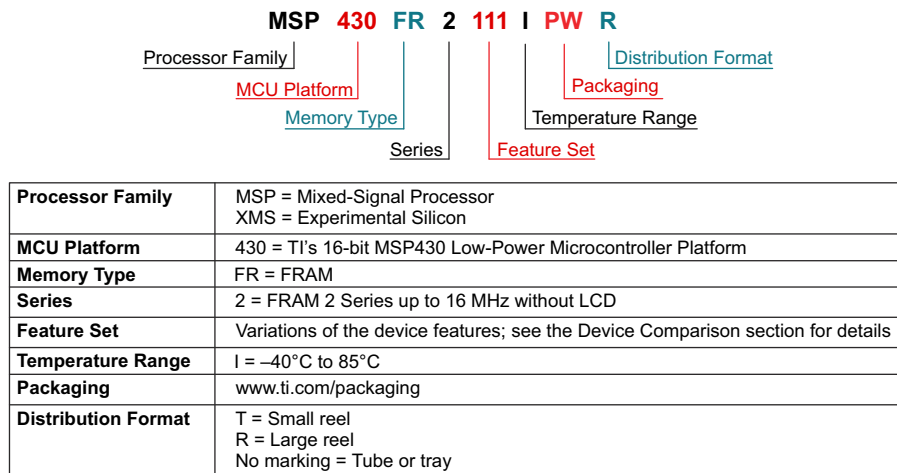 MSP 430 FR 2 111 I PW R
Processor Family
Distribution Format
MCU Platform
Packaging
Memory Type
Temperature Range
Series
Feature Set
Processor Family
MSP = Mixed-Signal Processor
XMS = Experimental Silicon
MCU Platform
430 = TI's 16-bit MSP430 Low-Power Microcontroller Platform
Memory Type
FR = FRAM
Series
2 = FRAM 2 Series up to 16 MHz without LCD
Feature Set
Variations of the device features; see the Device Comparison section for details
Temperature Range
I = –40°C to 85°C
Packaging
www.ti.com/packaging
Distribution Format
T = Small reel
R = Large reel
No marking = Tube or tray